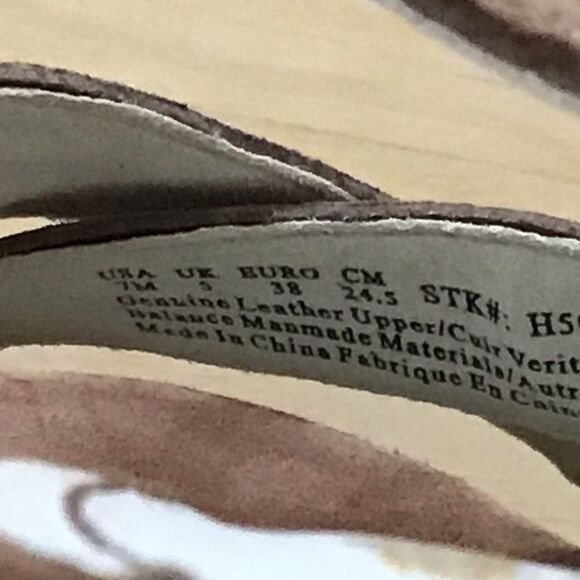 USA UK EURO CM
7M 5 38 24.5 STK#: H5
Genuine Leather Upper/Cuir Verit
Balance Manmade Materials/Autr
Made In China Fabrique En